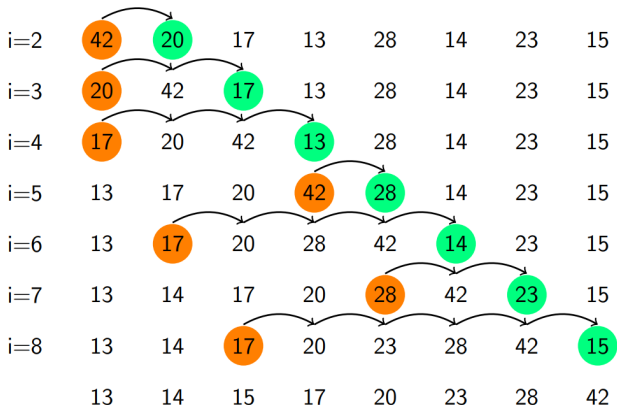 i=2 42 20 17 13 28 14 23 15
i=3 20 42 17 13 28 14 23 15
i=4 17 20 42 13 28 14 23 15
i=5 13 17 20 42 28 14 23 15
i=6 13 17 20 28 42 14 23 15
i=7 13 14 17 20 28 42 23 15
i=8 13 14 17 20 23 28 42 15
13 14 15 17 20 23 28 42